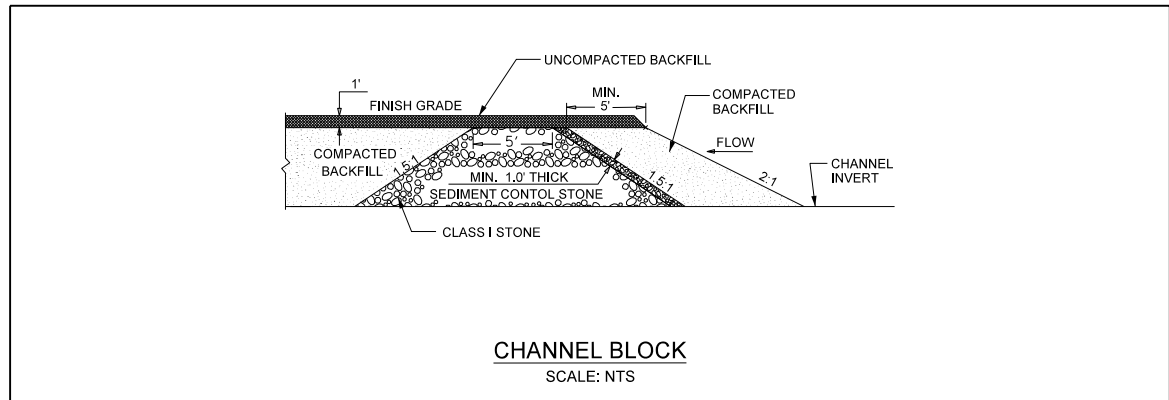 UNCOMPACTED BACKFILL
1'
FINISH GRADE
MIN.
5'
COMPACTED
BACKFILL
FLOW
COMPACTED
BACKFILL
1.5:1
5'
MIN. 1.0' THICK
SEDIMENT CONTOL STONE
1.5:1
2:1
CHANNEL
INVERT
CLASS I STONE
CHANNEL BLOCK
SCALE: NTS